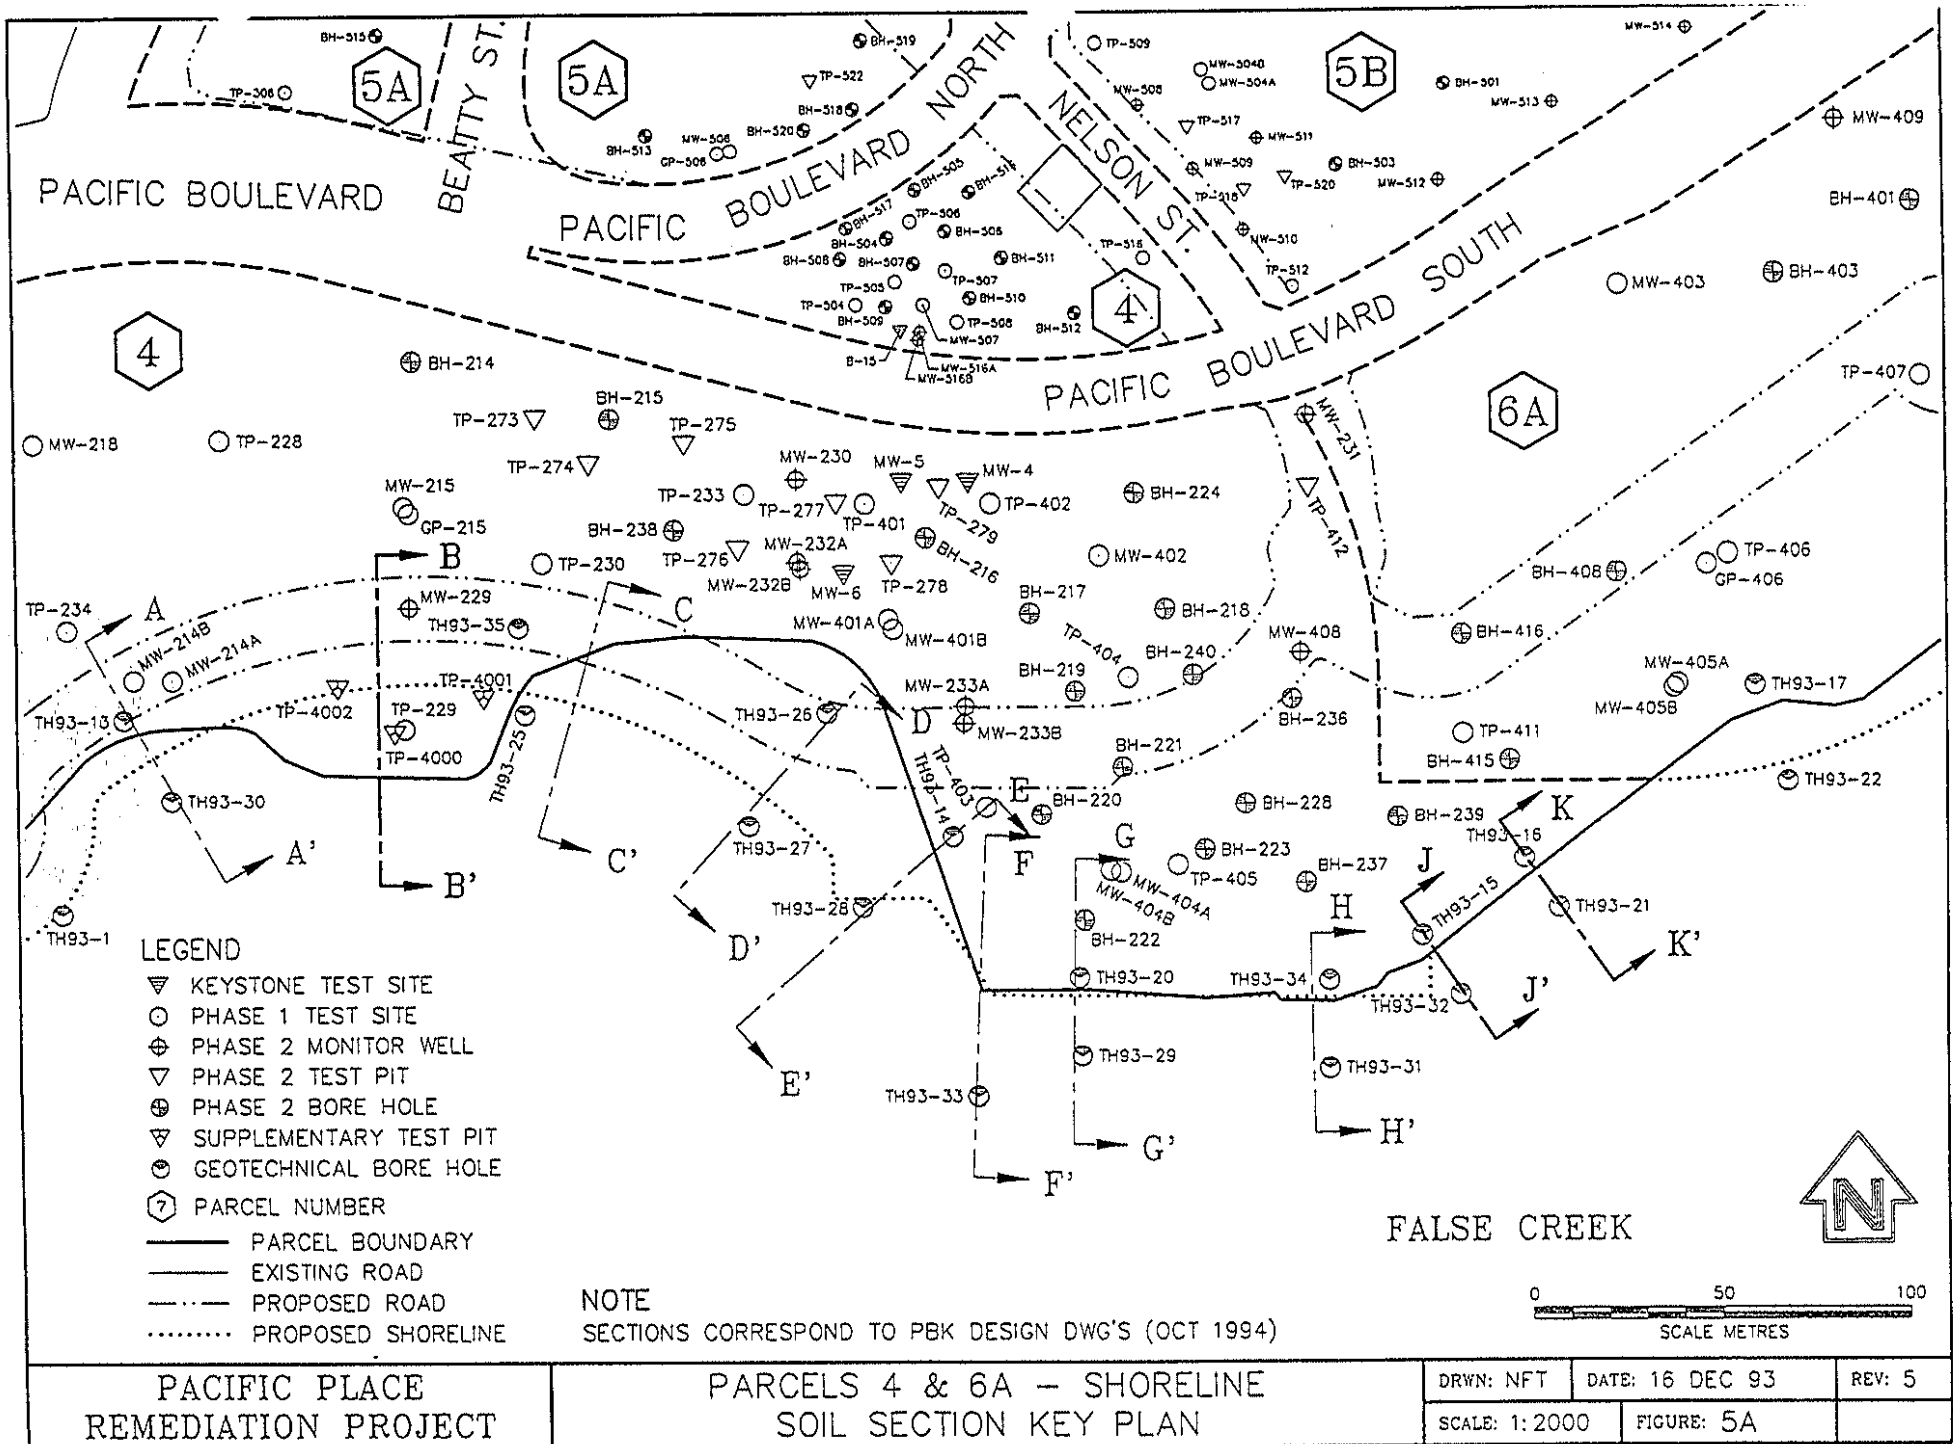 BH-515
5A
TP-306
BEATTY ST.
5A
BH-519
TP-522
BH-518
BH-520
MW-506
GP-506
BH-513
TP-509
MW-504B
MW-504A
MW-508
5B
BH-501
MW-514
MW-513
MW-409
TP-517
MW-511
MW-509
BH-503
TP-520
MW-512
TP-518
MW-510
BH-401
PACIFIC BOULEVARD
PACIFIC BOULEVARD NORTH
NELSON ST.
BH-505
BH-517
TP-506
BH-504
BH-508
BH-507
BH-511
TP-507
TP-505
TP-504
BH-510
BH-509
TP-508
BH-512
B-15
MW-507
MW-516A
MW-516B
TP-516
TP-512
4
PACIFIC BOULEVARD SOUTH
MW-403
BH-403
4
BH-214
TP-273
BH-215
TP-275
TP-407
6A
MW-218
TP-228
TP-274
MW-230
MW-5
MW-4
MW-231
TP-233
TP-277
TP-401
TP-279
TP-402
BH-224
TP-412
MW-215
GP-215
BH-238
TP-276
MW-232A
MW-232B
MW-6
TP-278
BH-216
MW-402
BH-408
TP-406
GP-406
B
TP-230
C
MW-229
TH93-35
TP-234
A
MW-214B
MW-214A
MW-401A
MW-401B
BH-217
BH-218
TP-404
BH-240
MW-408
BH-416
BH-219
BH-236
MW-405A
MW-405B
TH93-17
TH93-13
TP-4002
TP-4001
TP-229
TP-4000
TH93-25
TH93-26
D
MW-233A
MW-233B
TP-403
TH93-14
E
BH-221
BH-220
TP-411
BH-415
TH93-22
TH93-30
A'
B'
C'
TH93-27
F
G
BH-228
BH-223
TP-405
MW-404A
MW-404B
BH-239
BH-237
K
TH93-16
J
TH93-15
TH93-21
K'
TH93-1
D'
TH93-28
BH-222
H
TH93-20
TH93-34
TH93-32
J'
E'
TH93-33
TH93-29
TH93-31
F'
G'
H'
LEGEND
KEYSTONE TEST SITE
PHASE 1 TEST SITE
PHASE 2 MONITOR WELL
PHASE 2 TEST PIT
PHASE 2 BORE HOLE
SUPPLEMENTARY TEST PIT
GEOTECHNICAL BORE HOLE
7 PARCEL NUMBER
PARCEL BOUNDARY
EXISTING ROAD
PROPOSED ROAD
PROPOSED SHORELINE
NOTE
SECTIONS CORRESPOND TO PBK DESIGN DWG'S (OCT 1994)
FALSE CREEK
N
0 50 100
SCALE METRES
PACIFIC PLACE
REMEDIATION PROJECT
PARCELS 4 & 6A – SHORELINE
SOIL SECTION KEY PLAN
DRWN: NFT
DATE: 16 DEC 93
REV: 5
SCALE: 1:2000
FIGURE: 5A